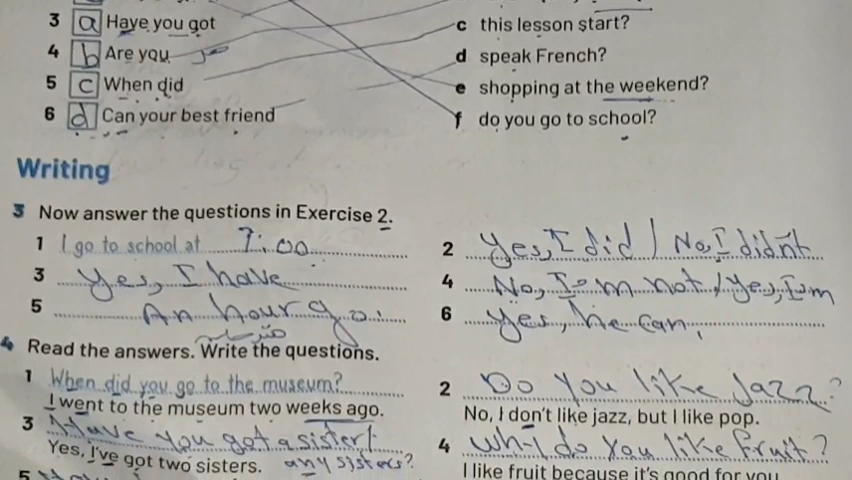 3 a Have you got
c this lesson start?
4 b Are you
d speak French?
5 c When did
e shopping at the weekend?
6 d Can your best friend
f do you go to school?
Writing
3 Now answer the questions in Exercise 2.
1 I go to school at 7:00
2 Yes, I did / No, I didn't
3 Yes, I have
4 No, I am not / Yes, I am
5 An hour go.
6 Yes, he can,
4 Read the answers. Write the questions.
1 When did you go to the museum?
I went to the museum two weeks ago.
2 Do you like Jazz?
No, I don't like jazz, but I like pop.
3 Have you got a sister/
any sisters?
Yes, I've got two sisters.
4 why do you like fruit?
I like fruit because it's good for you
5